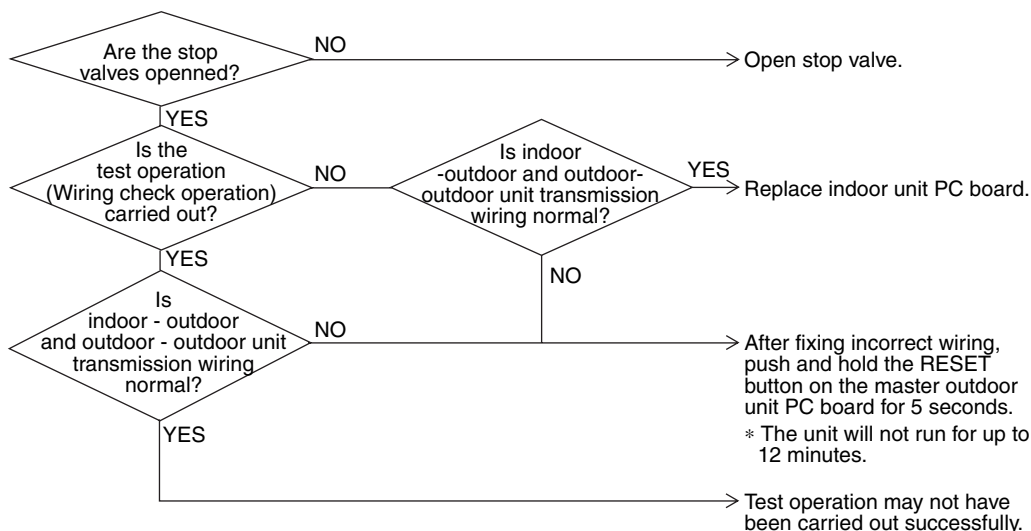 Are the stop
valves openned?
NO
Open stop valve.
YES
Is the
test operation
(Wiring check operation)
carried out?
NO
Is indoor
-outdoor and outdoor-
outdoor unit transmission
wiring normal?
YES
Replace indoor unit PC board.
YES
NO
Is
indoor - outdoor
and outdoor - outdoor unit
transmission wiring
normal?
NO
After fixing incorrect wiring,
push and hold the RESET
button on the master outdoor
unit PC board for 5 seconds.
* The unit will not run for up to
12 minutes.
YES
Test operation may not have
been carried out successfully.